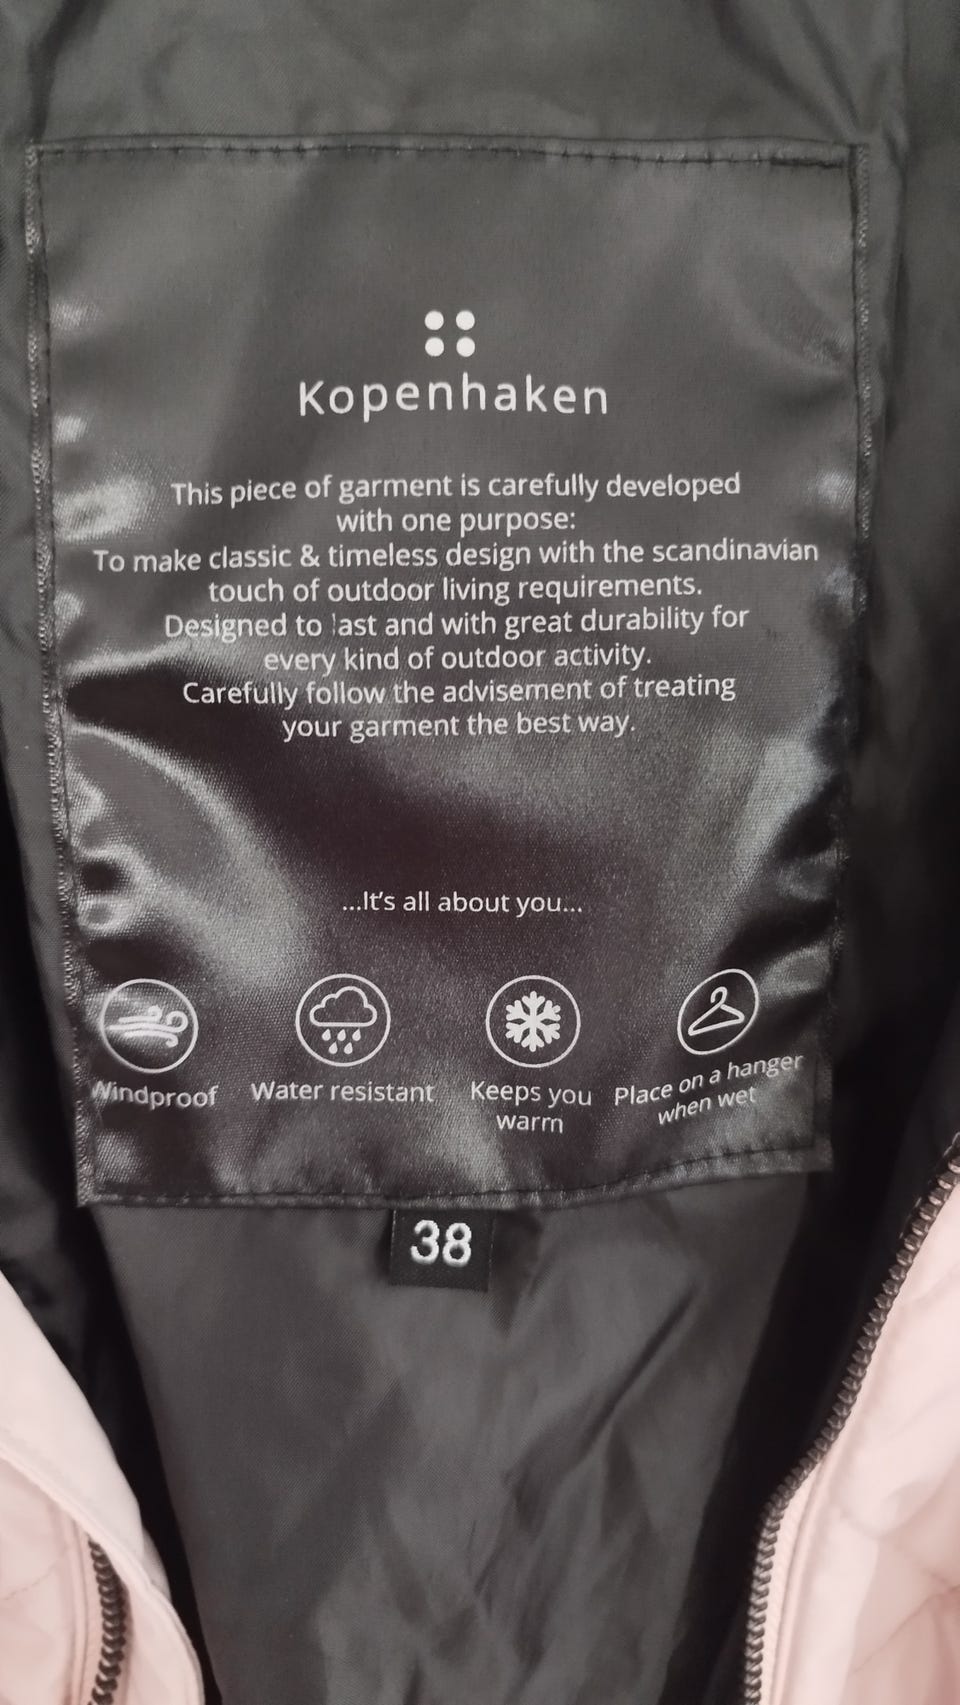 Kopenhaken
This piece of garment is carefully developed
with one purpose:
To make classic & timeless design with the scandinavian
touch of outdoor living requirements.
Designed to last and with great durability for
every kind of outdoor activity.
Carefully follow the advisement of treating
your garment the best way.
...It's all about you...
Windproof
Water resistant
Keeps you
warm
Place on a hanger
when wet
38